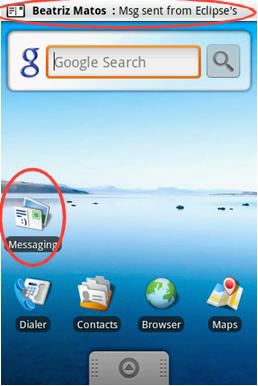 Beatriz Matos : Msg sent from Eclipse's
g Google Search
Messaging
Dialer Contacts Browser Maps